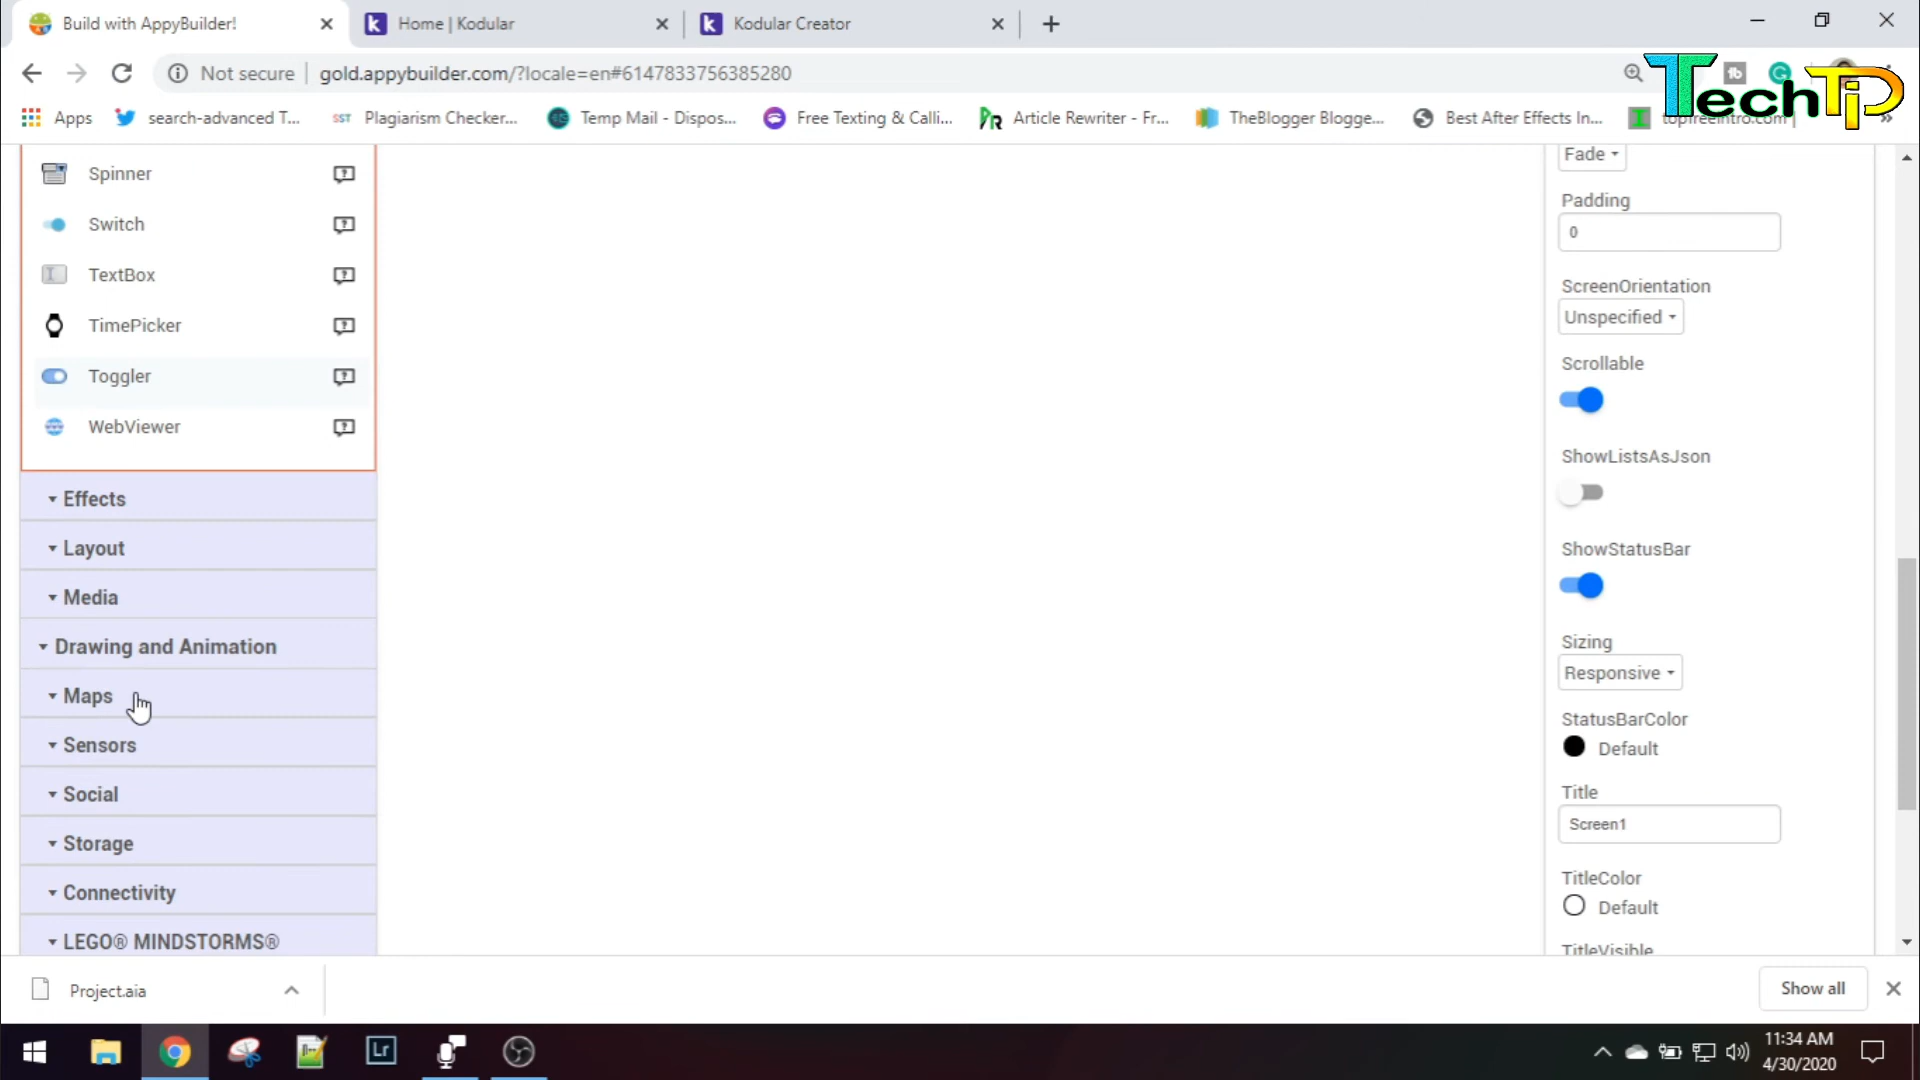 Build with AppyBuilder!
Home | Kodular
Kodular Creator
Not secure
gold.appybuilder.com/?locale=en#6147833756385280
TechTip
Apps
search-advanced T...
SST
Plagiarism Checker...
Temp Mail - Dispos...
Free Texting & Calli...
Article Rewriter - Fr...
TheBlogger Blogge...
Best After Effects In...
topfreeintro.com
Spinner
Switch
TextBox
TimePicker
Toggler
WebViewer
Effects
Layout
Media
Drawing and Animation
Maps
Sensors
Social
Storage
Connectivity
LEGO® MINDSTORMS®
Fade
Padding
0
ScreenOrientation
Unspecified
Scrollable
ShowListsAsJson
ShowStatusBar
Sizing
Responsive
StatusBarColor
Default
Title
Screen1
TitleColor
Default
TitleVisible
Project.aia
Show all
Lr
11:34 AM
4/30/2020